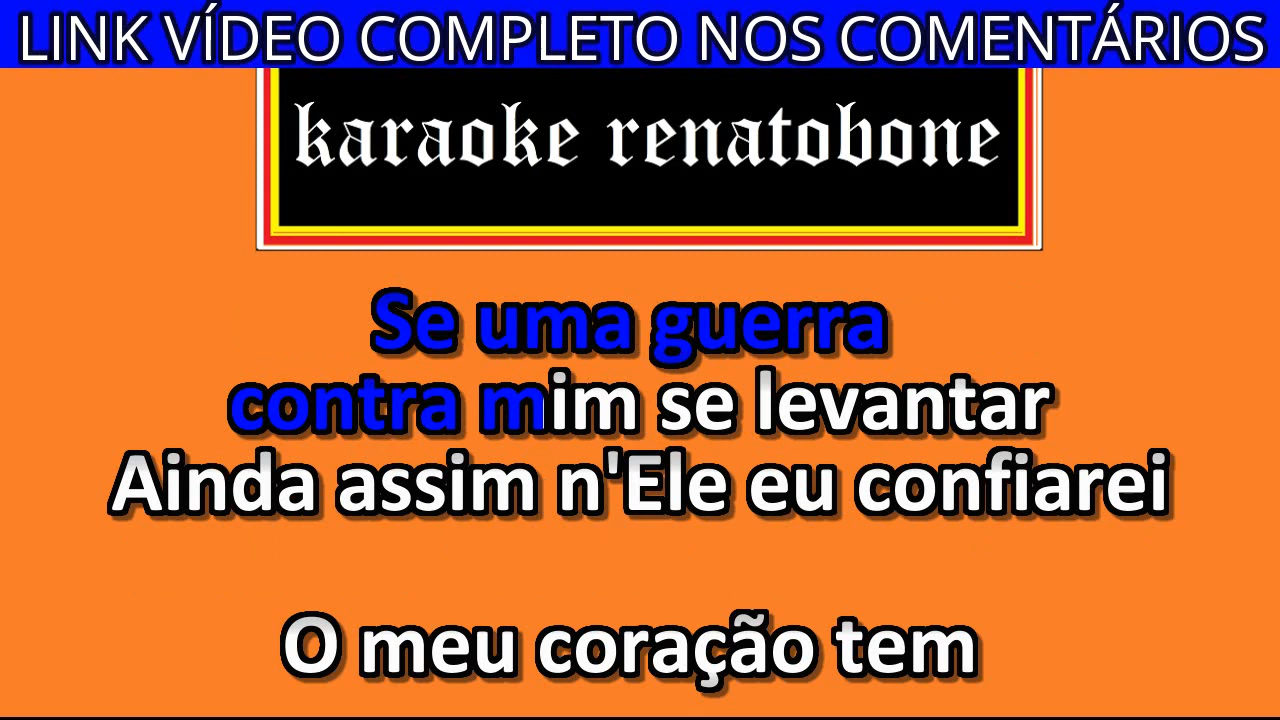 LINK VÍDEO COMPLETO NOS COMENTÁRIOS
karaoke renatobone
Se uma guerra
contra mim se levantar
Ainda assim n'Ele eu confiarei
O meu coração tem